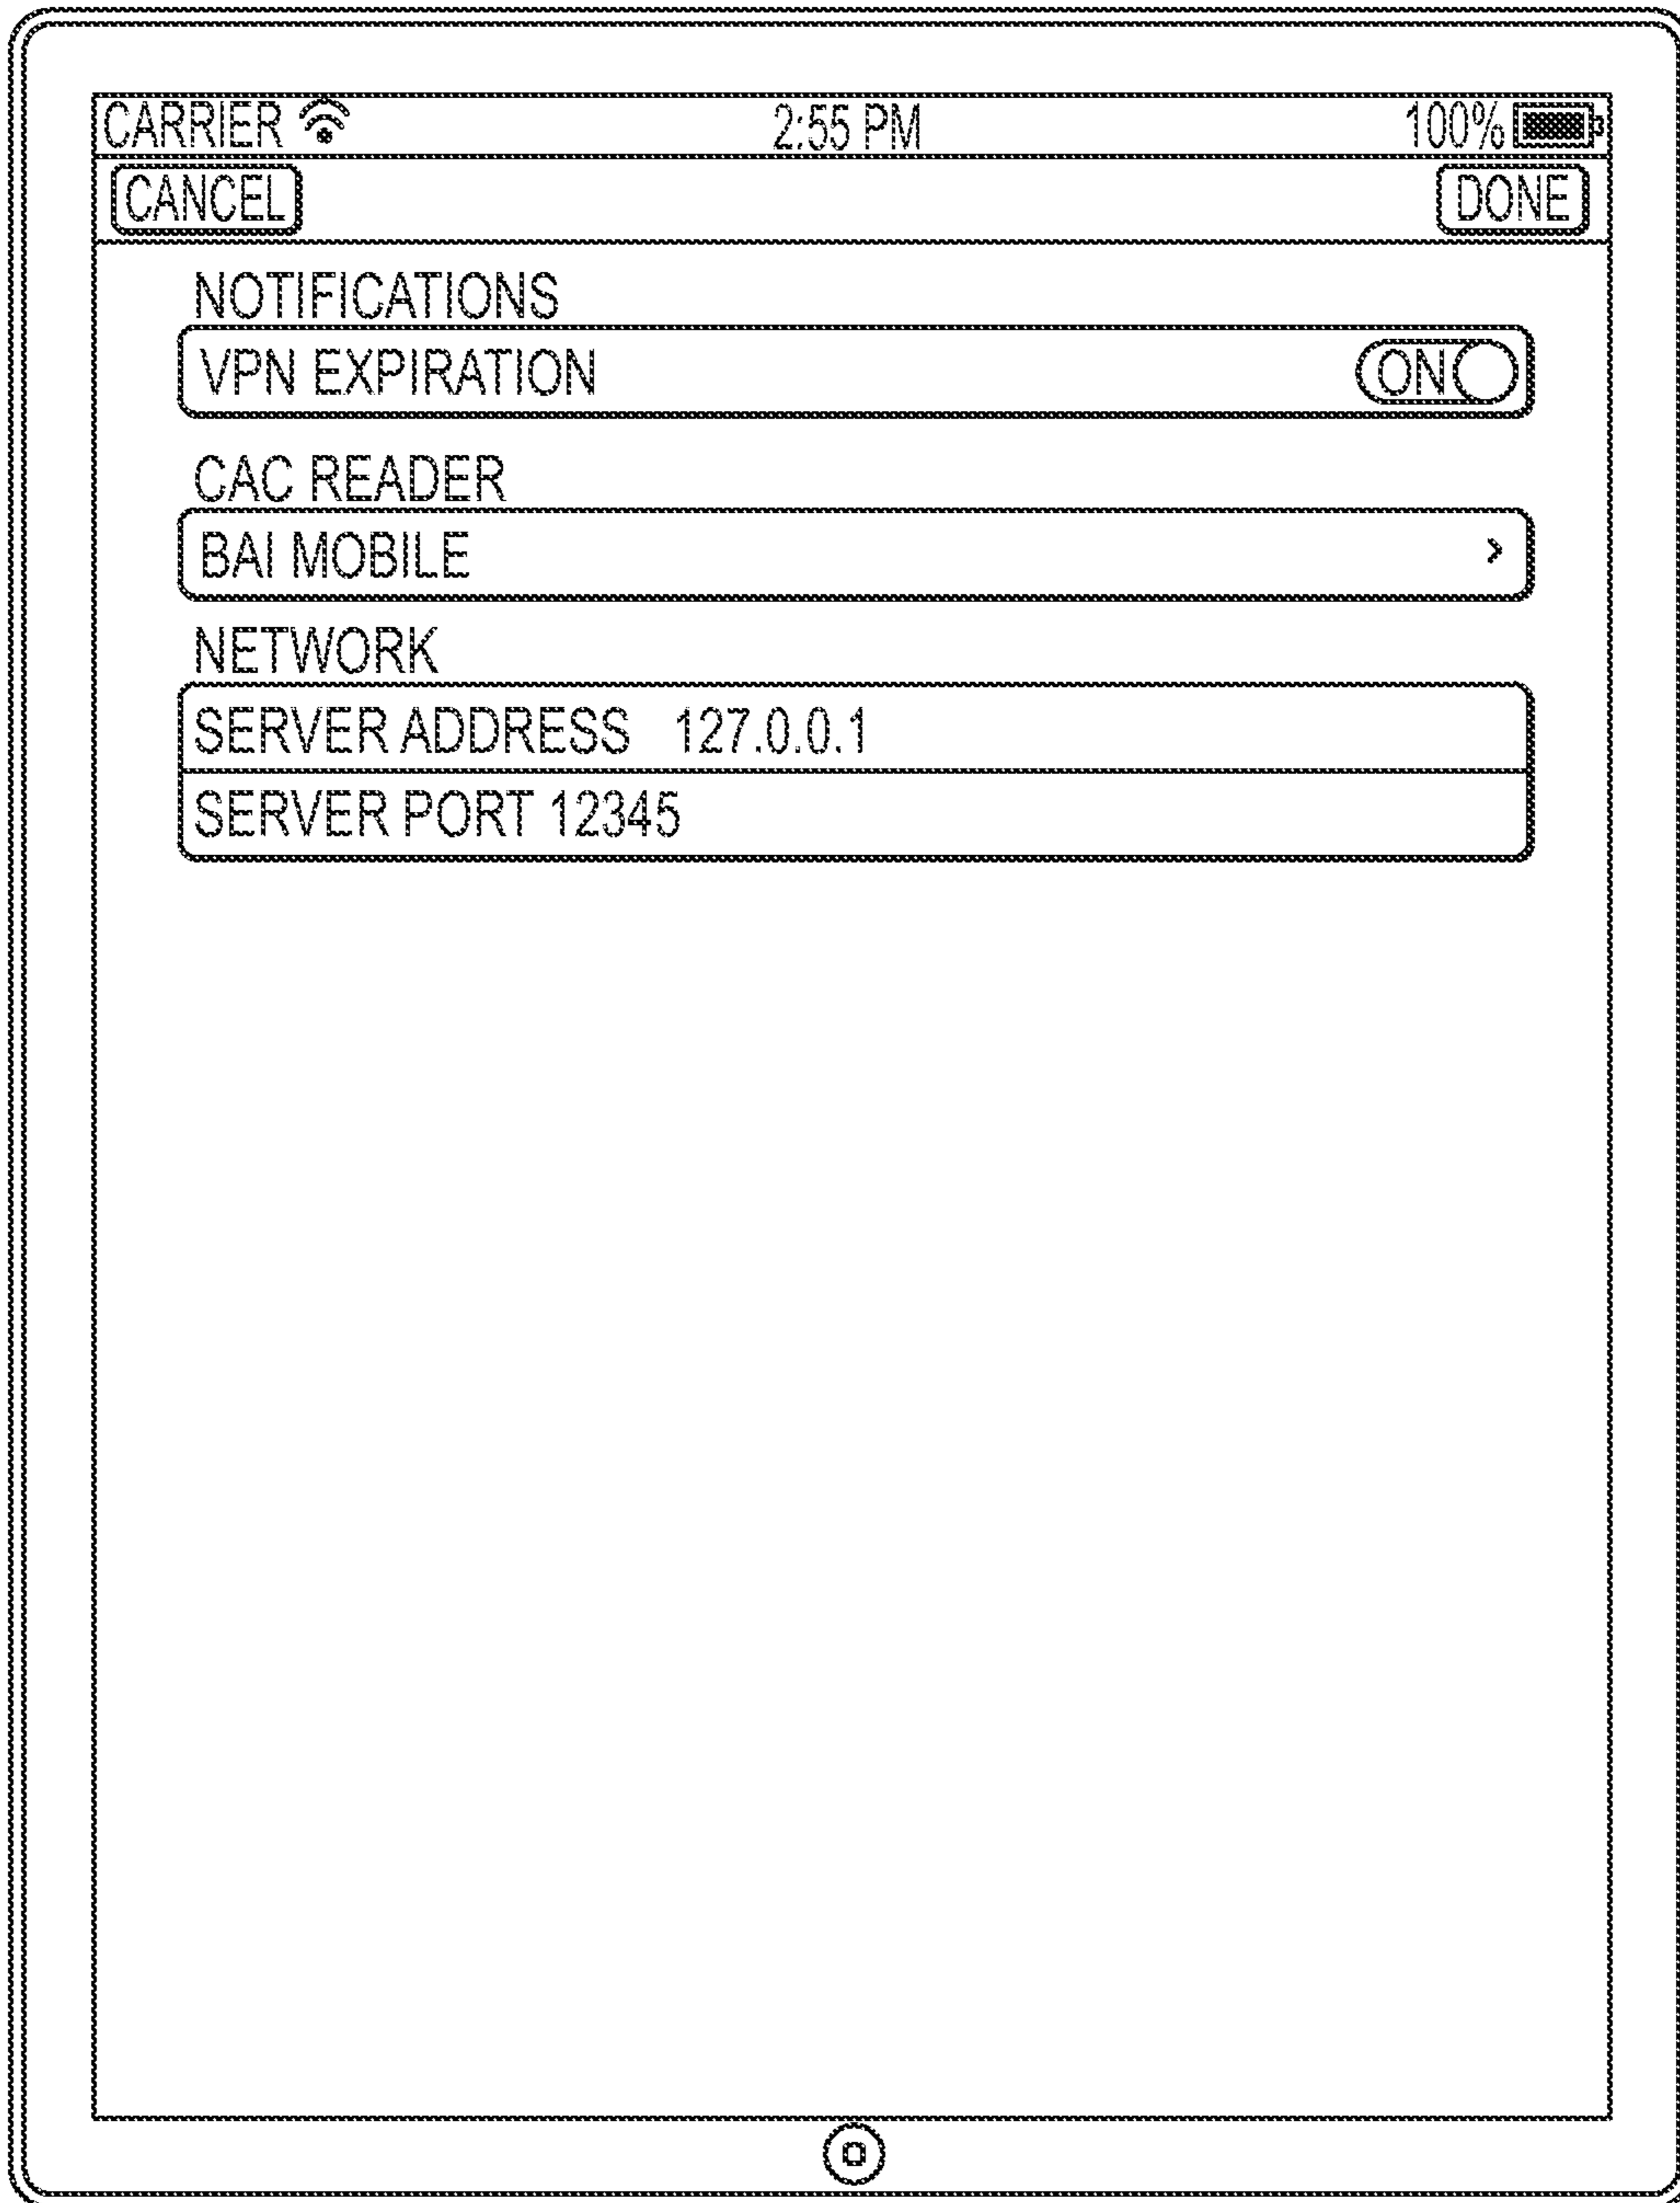 CARRIER 2:55 PM 100%
CANCEL DONE
NOTIFICATIONS
VPN EXPIRATION ON
CAC READER
BAI MOBILE >
NETWORK
SERVER ADDRESS 127.0.0.1
SERVER PORT 12345